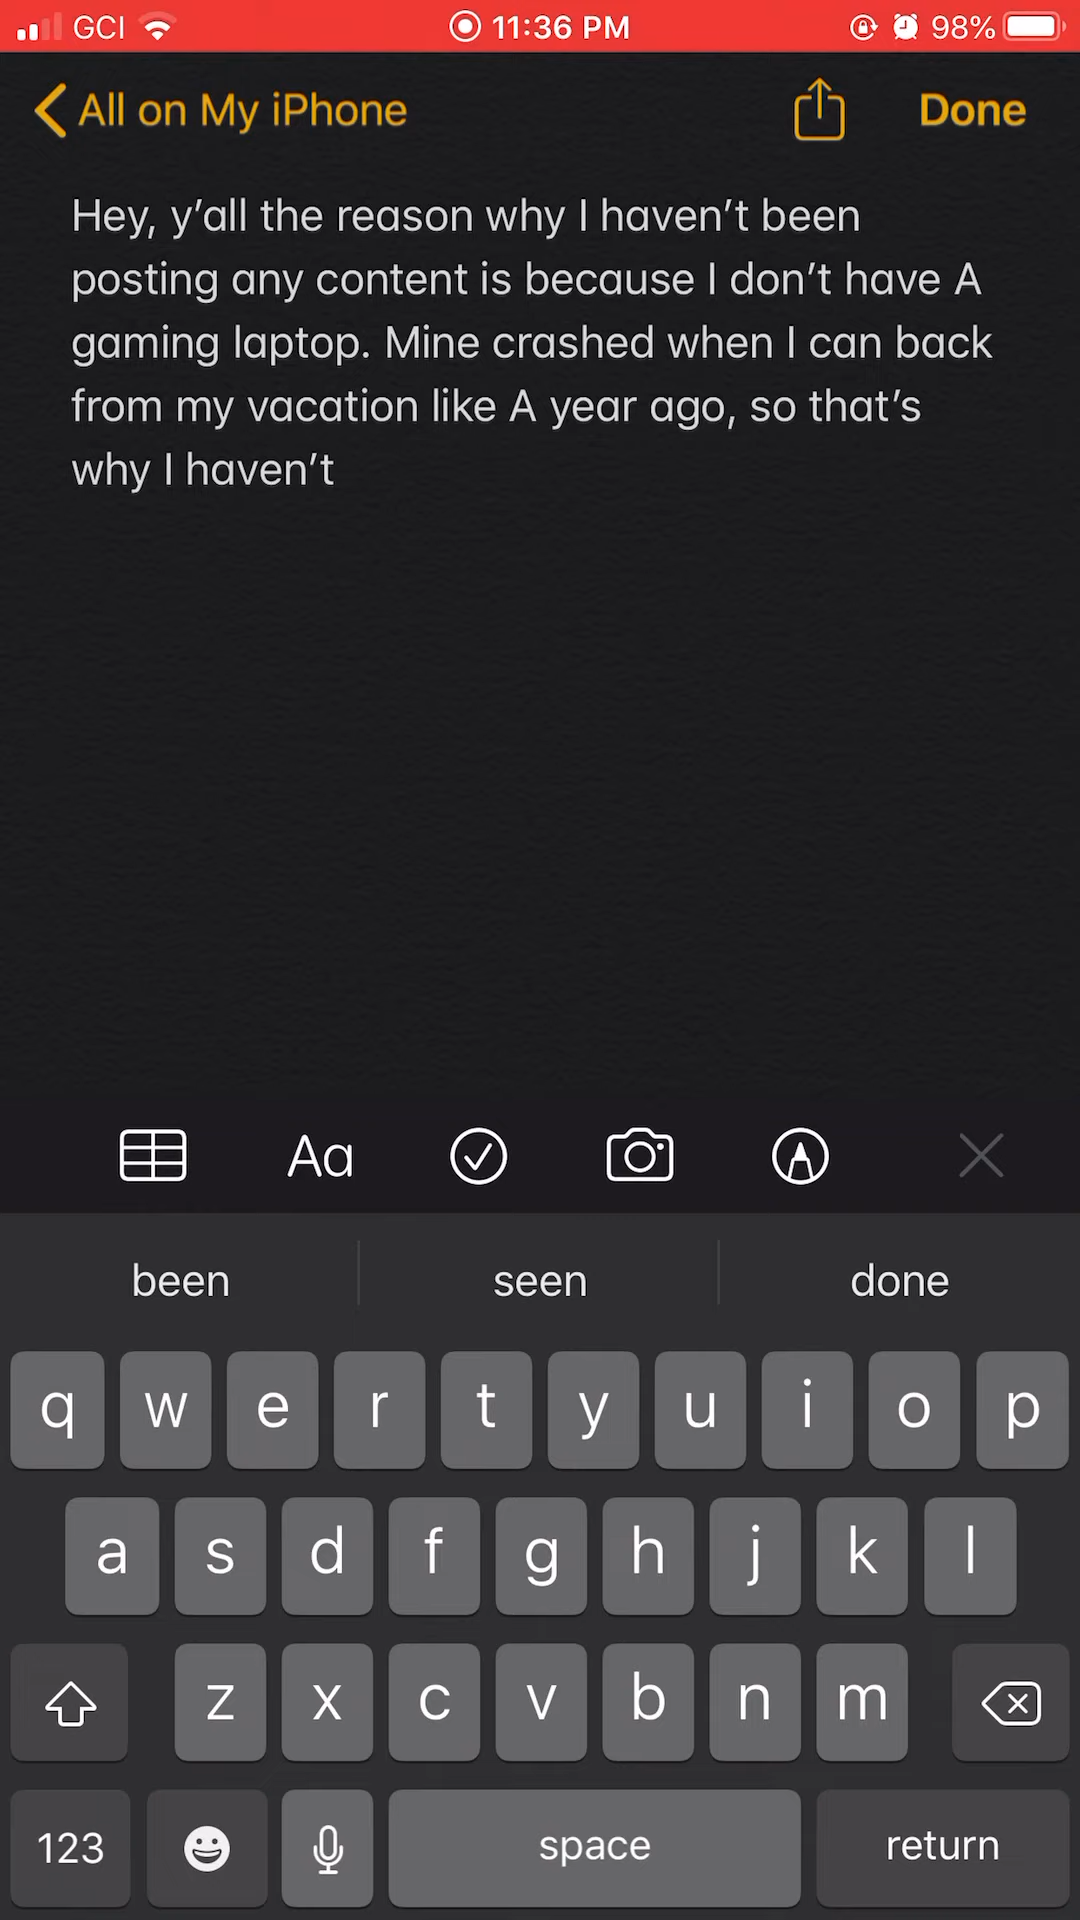 GCI 11:36 PM 98%
All on My iPhone Done
Hey, y’all the reason why I haven’t been
posting any content is because I don’t have A
gaming laptop. Mine crashed when I can back
from my vacation like A year ago, so that’s
why I haven’t
Aa
been seen done
q w e r t y u i o p
a s d f g h j k l
z x c v b n m
123 space return